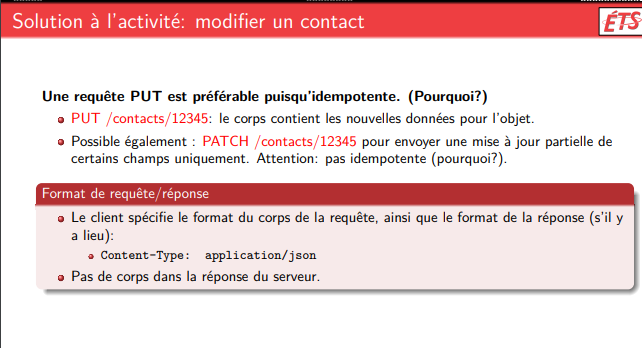 Solution à l'activité: modifier un contact
ÉTS
Une requête PUT est préférable puisqu'idempotente. (Pourquoi?)
PUT /contacts/12345: le corps contient les nouvelles données pour l'objet.
Possible également : PATCH /contacts/12345 pour envoyer une mise à jour partielle de
certains champs uniquement. Attention: pas idempotente (pourquoi?).
Format de requête/réponse
Le client spécifie le format du corps de la requête, ainsi que le format de la réponse (s'il y
a lieu):
Content-Type: application/json
Pas de corps dans la réponse du serveur.